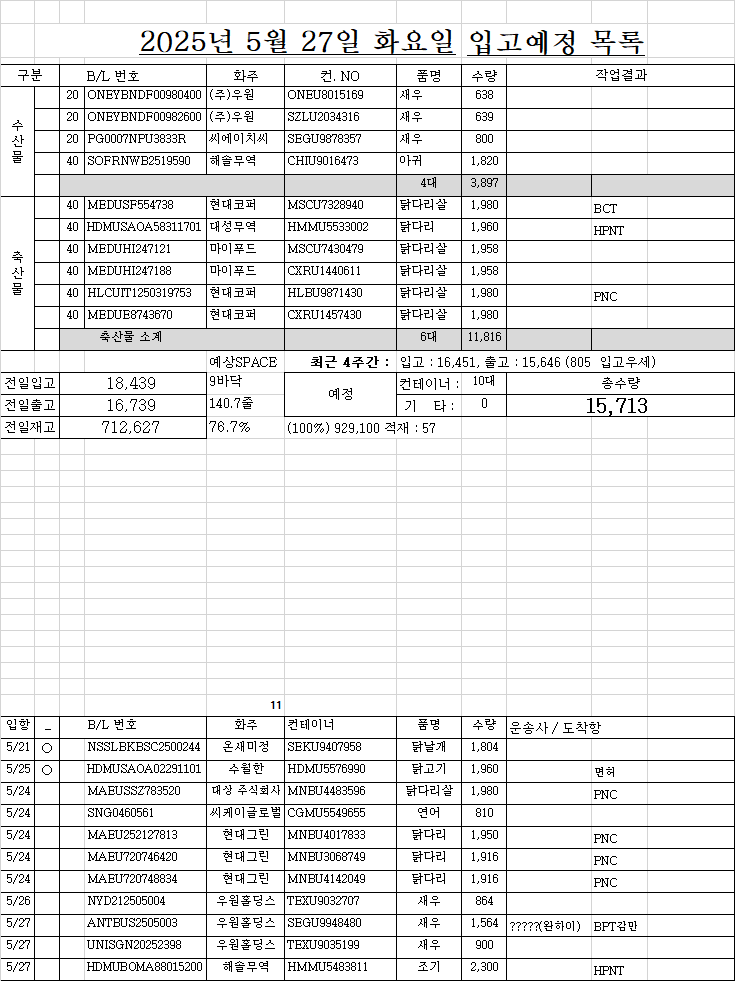 2025년 5월 27일 화요일 입고예정 목록
구분 B/L 번호 화주 컨. NO 품명 수량 작업결과
수산물
20 ONEYBNDF00980400 (주)우원 ONEU8015169 새우 638
20 ONEYBNDF00982600 (주)우원 SZLU2034316 새우 639
20 PG0007NPU3833R 씨에이치씨 SEGU9878357 새우 800
40 SOFRNWB2519590 해솔무역 CHIU9016473 아귀 1,820
4대 3,897
축산물
40 MEDUSF554738 현대코퍼 MSCU7328940 닭다리살 1,980 BCT
40 HDMUSAOA58311701 대성무역 HMMU5533002 닭다리 1,960 HPNT
40 MEDUHI247121 마이푸드 MSCU7430479 닭다리살 1,958
40 MEDUHI247188 마이푸드 CXRU1440611 닭다리살 1,958
40 HLCUIT1250319753 현대코퍼 HLBU9871430 닭다리살 1,980 PNC
40 MEDUE8743670 현대코퍼 CXRU1457430 닭다리살 1,980
축산물 소계 6대 11,816
예상SPACE 최근 4주간 : 입고 : 16,451, 출고 : 15,646 (805 입고우세)
전일입고 18,439 9바닥 예정 컨테이너 : 10대 총수량
전일출고 16,739 140.7줄 기 타 : 0 15,713
전일재고 712,627 76.7% (100%) 929,100 적재 : 57
11
입항 _ B/L 번호 화주 컨테이너 품명 수량 운송사 / 도착항
5/21 ○ NSSLBKBSC2500244 온새미정 SEKU9407958 닭날개 1,804
5/25 ○ HDMUSAOA02291101 수월한 HDMU5576990 닭고기 1,960 면허
5/24 MAEUSSZ783520 대상 주식회사 MNBU4483596 닭다리살 1,980 PNC
5/24 SNG0460561 씨케이글로벌 CGMU5549655 연어 810
5/24 MAEU252127813 현대그린 MNBU4017833 닭다리 1,950 PNC
5/24 MAEU720746420 현대그린 MNBU3068749 닭다리 1,916 PNC
5/24 MAEU720748834 현대그린 MNBU4142049 닭다리 1,916 PNC
5/26 NYD212505004 우원홀딩스 TEXU9032707 새우 864
5/27 ANTBUS2505003 우원홀딩스 SEGU9948480 새우 1,564 ?????(완하이) BPT감만
5/27 UNISGN20252398 우원홀딩스 TEXU9035199 새우 900
5/27 HDMUBOMA88015200 해솔무역 HMMU5483811 조기 2,300 HPNT